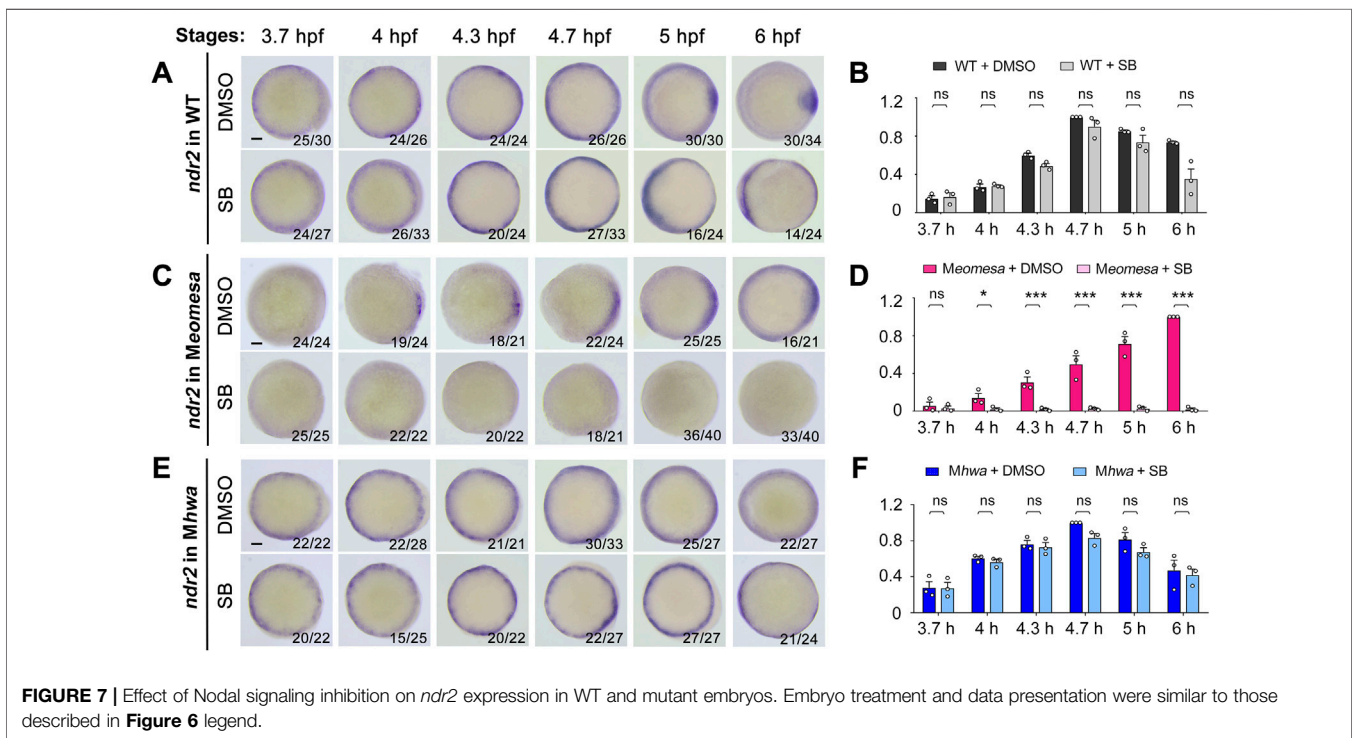 Stages: 3.7 hpf 4 hpf 4.3 hpf 4.7 hpf 5 hpf 6 hpf
A
ndr2 in WT
DMSO
25/30 24/26 24/24 26/26 30/30 30/34
SB
24/27 26/33 20/24 27/33 16/24 14/24
B
WT + DMSO WT + SB
ns ns ns ns ns ns
1.2
0.8
0.4
0
3.7 h 4 h 4.3 h 4.7 h 5 h 6 h
C
ndr2 in Meomesa
DMSO
24/24 19/24 18/21 22/24 25/25 16/21
SB
25/25 22/22 20/22 18/21 36/40 33/40
D
Meomesa + DMSO Meomesa + SB
ns * *** *** *** ***
1.2
0.8
0.4
0
3.7 h 4 h 4.3 h 4.7 h 5 h 6 h
E
ndr2 in Mhwa
DMSO
22/22 22/28 21/21 30/33 25/27 22/27
SB
20/22 15/25 20/22 22/27 27/27 21/24
F
Mhwa + DMSO Mhwa + SB
ns ns ns ns ns ns
1.2
0.8
0.4
0
3.7 h 4 h 4.3 h 4.7 h 5 h 6 h
FIGURE 7 | Effect of Nodal signaling inhibition on ndr2 expression in WT and mutant embryos. Embryo treatment and data presentation were similar to those
described in Figure 6 legend.